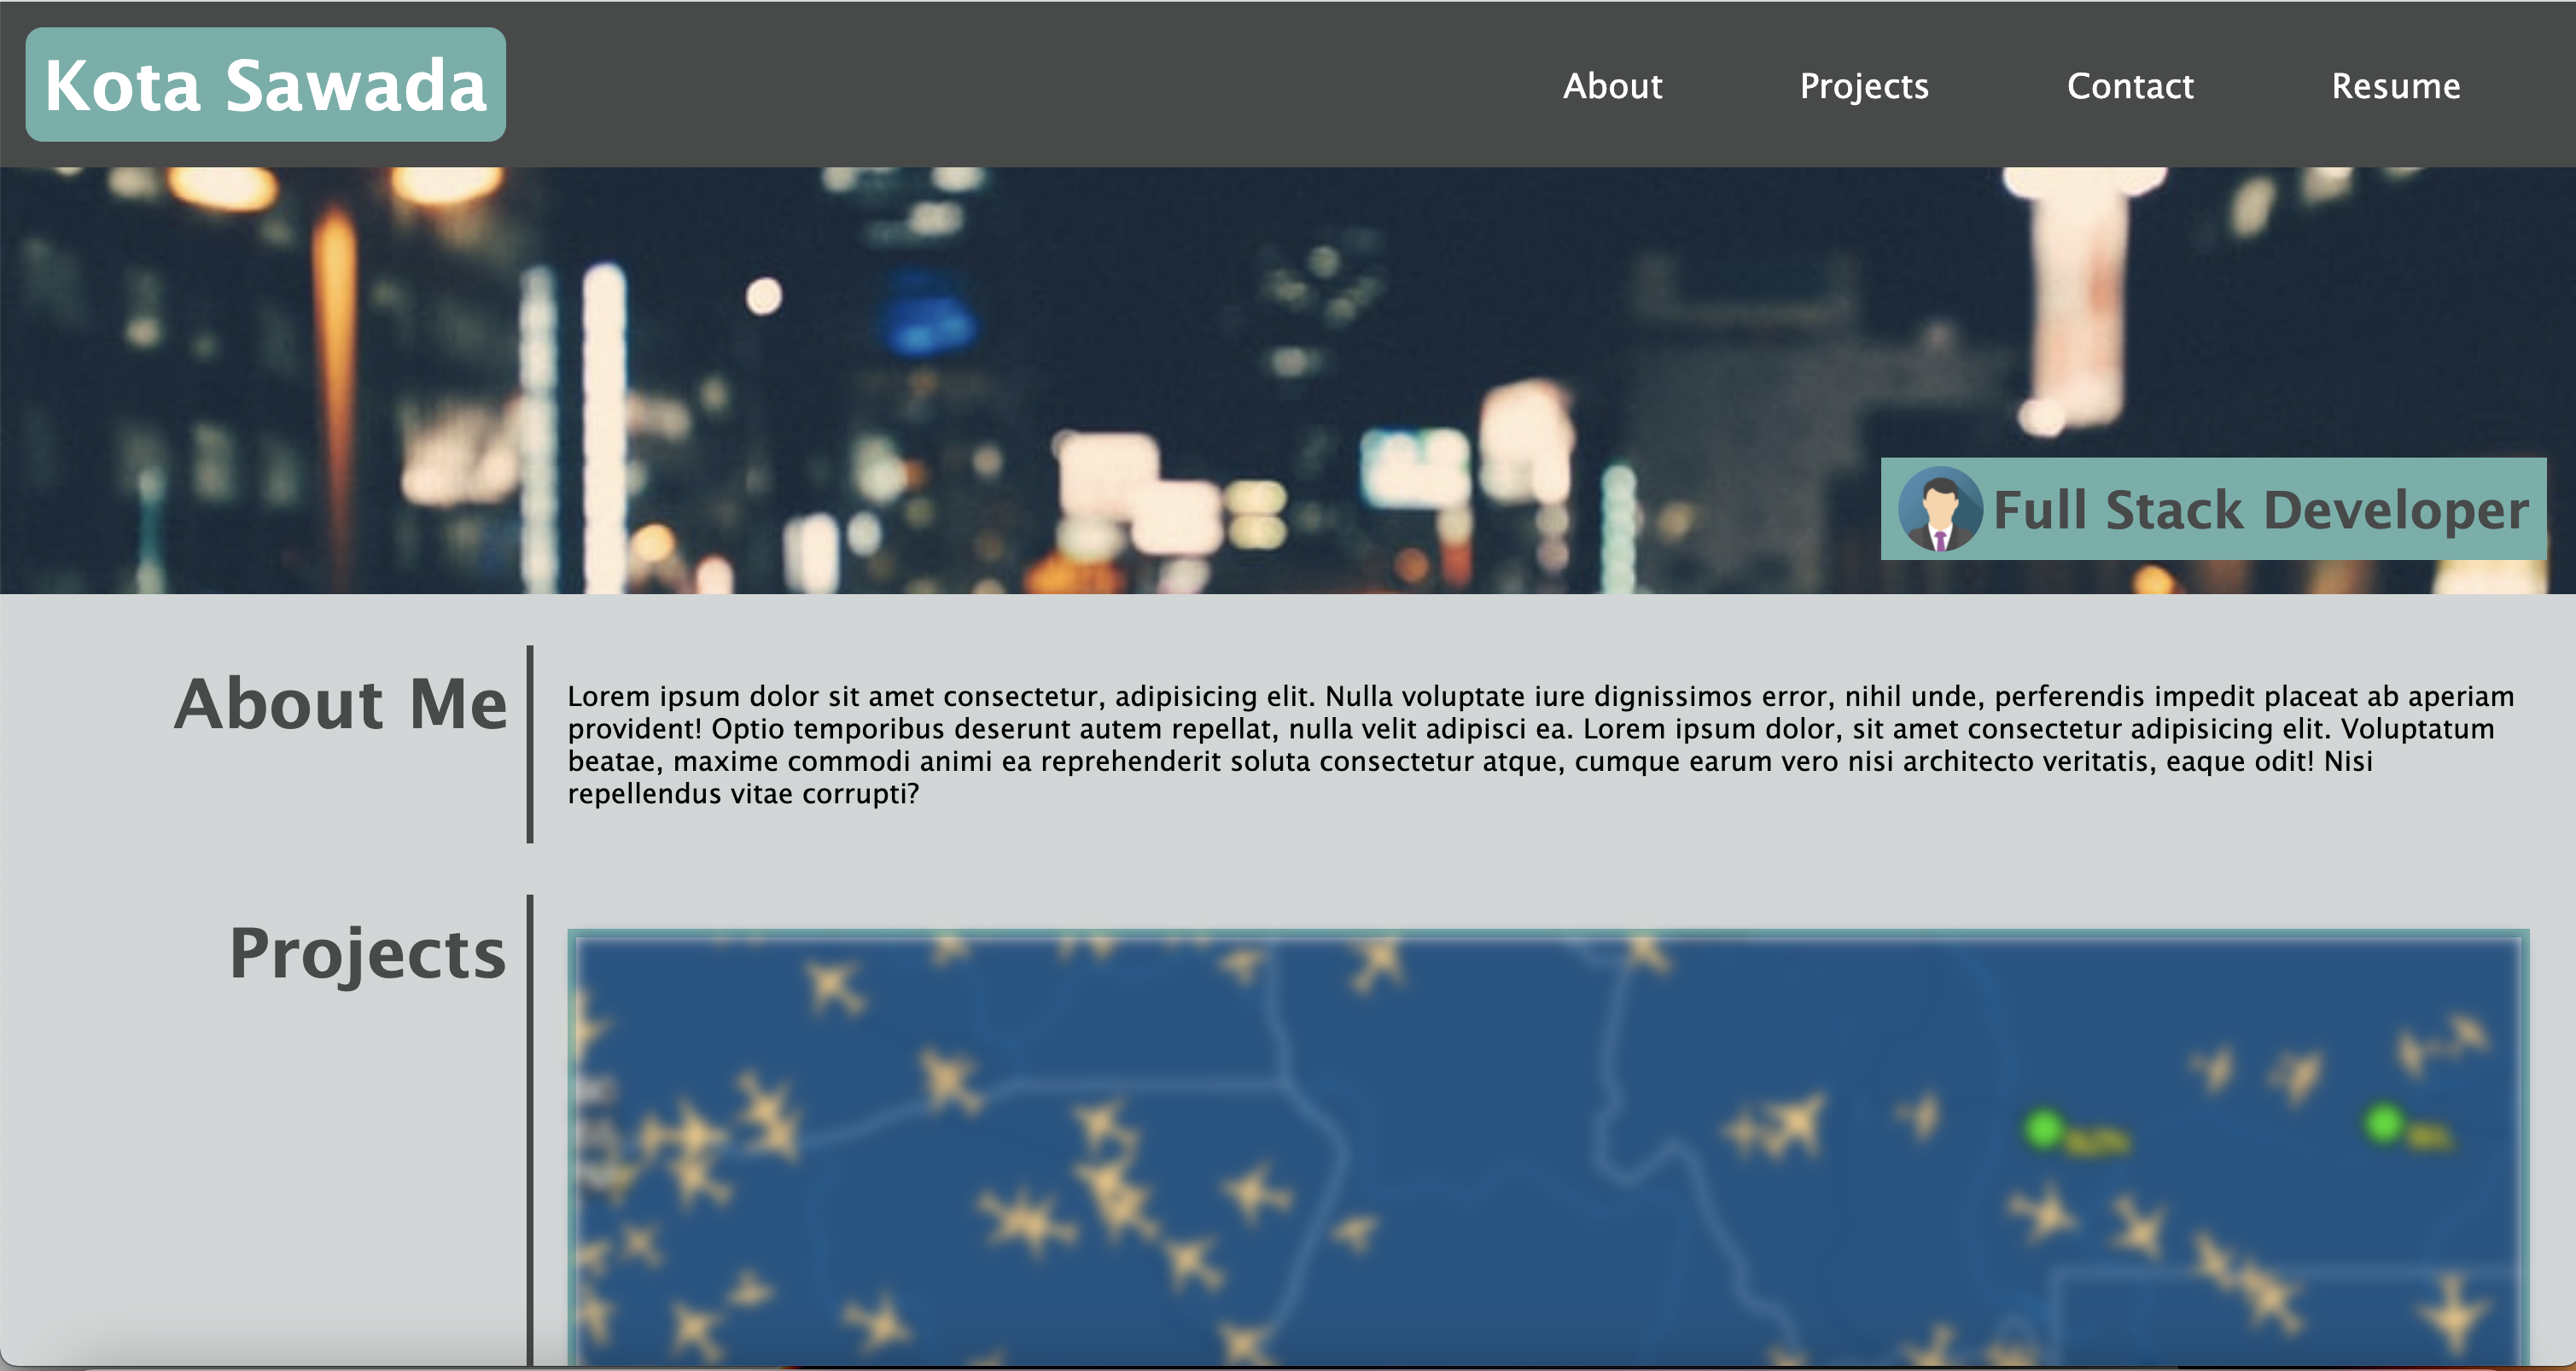 Kota Sawada
About
Projects
Contact
Resume
Full Stack Developer
About Me
Lorem ipsum dolor sit amet consectetur, adipisicing elit. Nulla voluptate iure dignissimos error, nihil unde, perferendis impedit placeat ab aperiam
provident! Optio temporibus deserunt autem repellat, nulla velit adipisci ea. Lorem ipsum dolor, sit amet consectetur adipisicing elit. Voluptatum
beatae, maxime commodi animi ea reprehenderit soluta consectetur atque, cumque earum vero nisi architecto veritatis, eaque odit! Nisi
repellendus vitae corrupti?
Projects